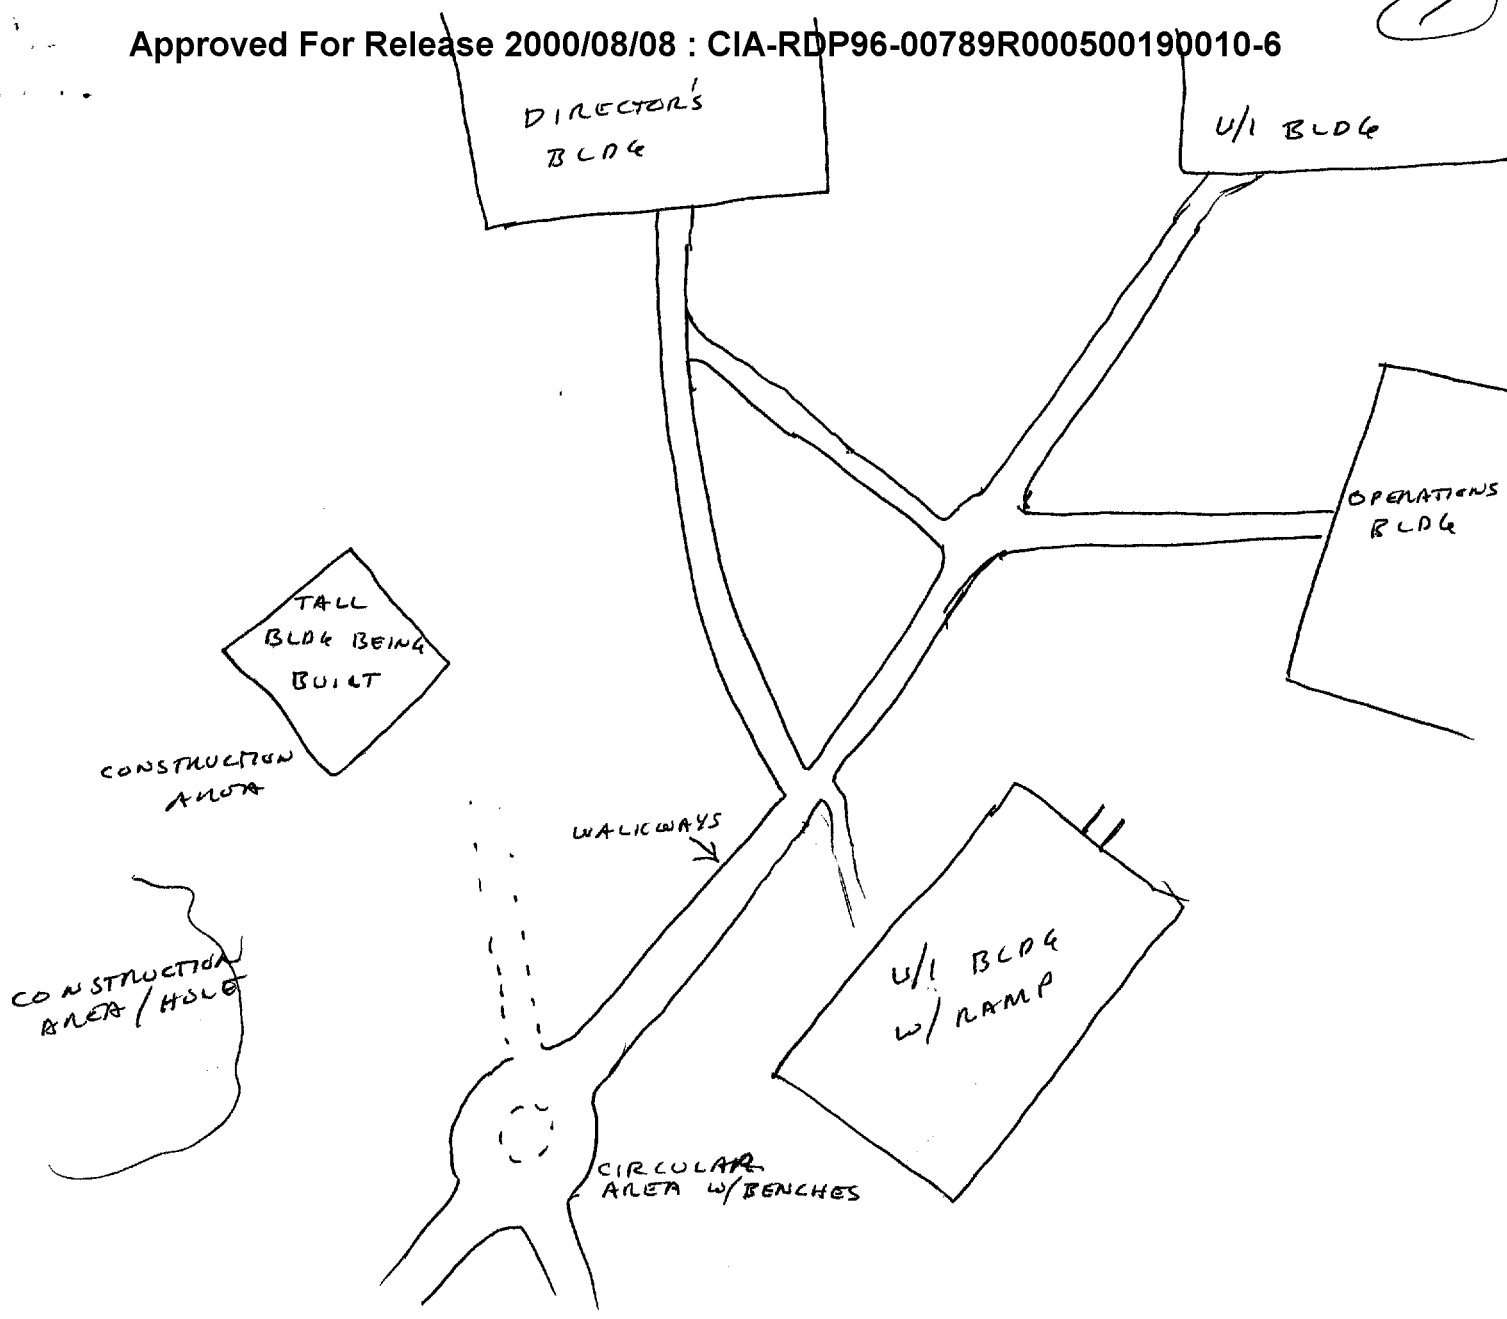 Approved For Release 2000/08/08 : CIA-RDP96-00789R000500190010-6
DIRECTOR'S
BLDG
U/I BLDG
OPERATIONS
BLDG
TALL
BLDG BEING
BUILT
CONSTRUCTION
AREA
WALKWAYS
CONSTRUCTION
AREA/HOLE
U/I BLDG
W/ RAMP
CIRCULAR
AREA W/BENCHES